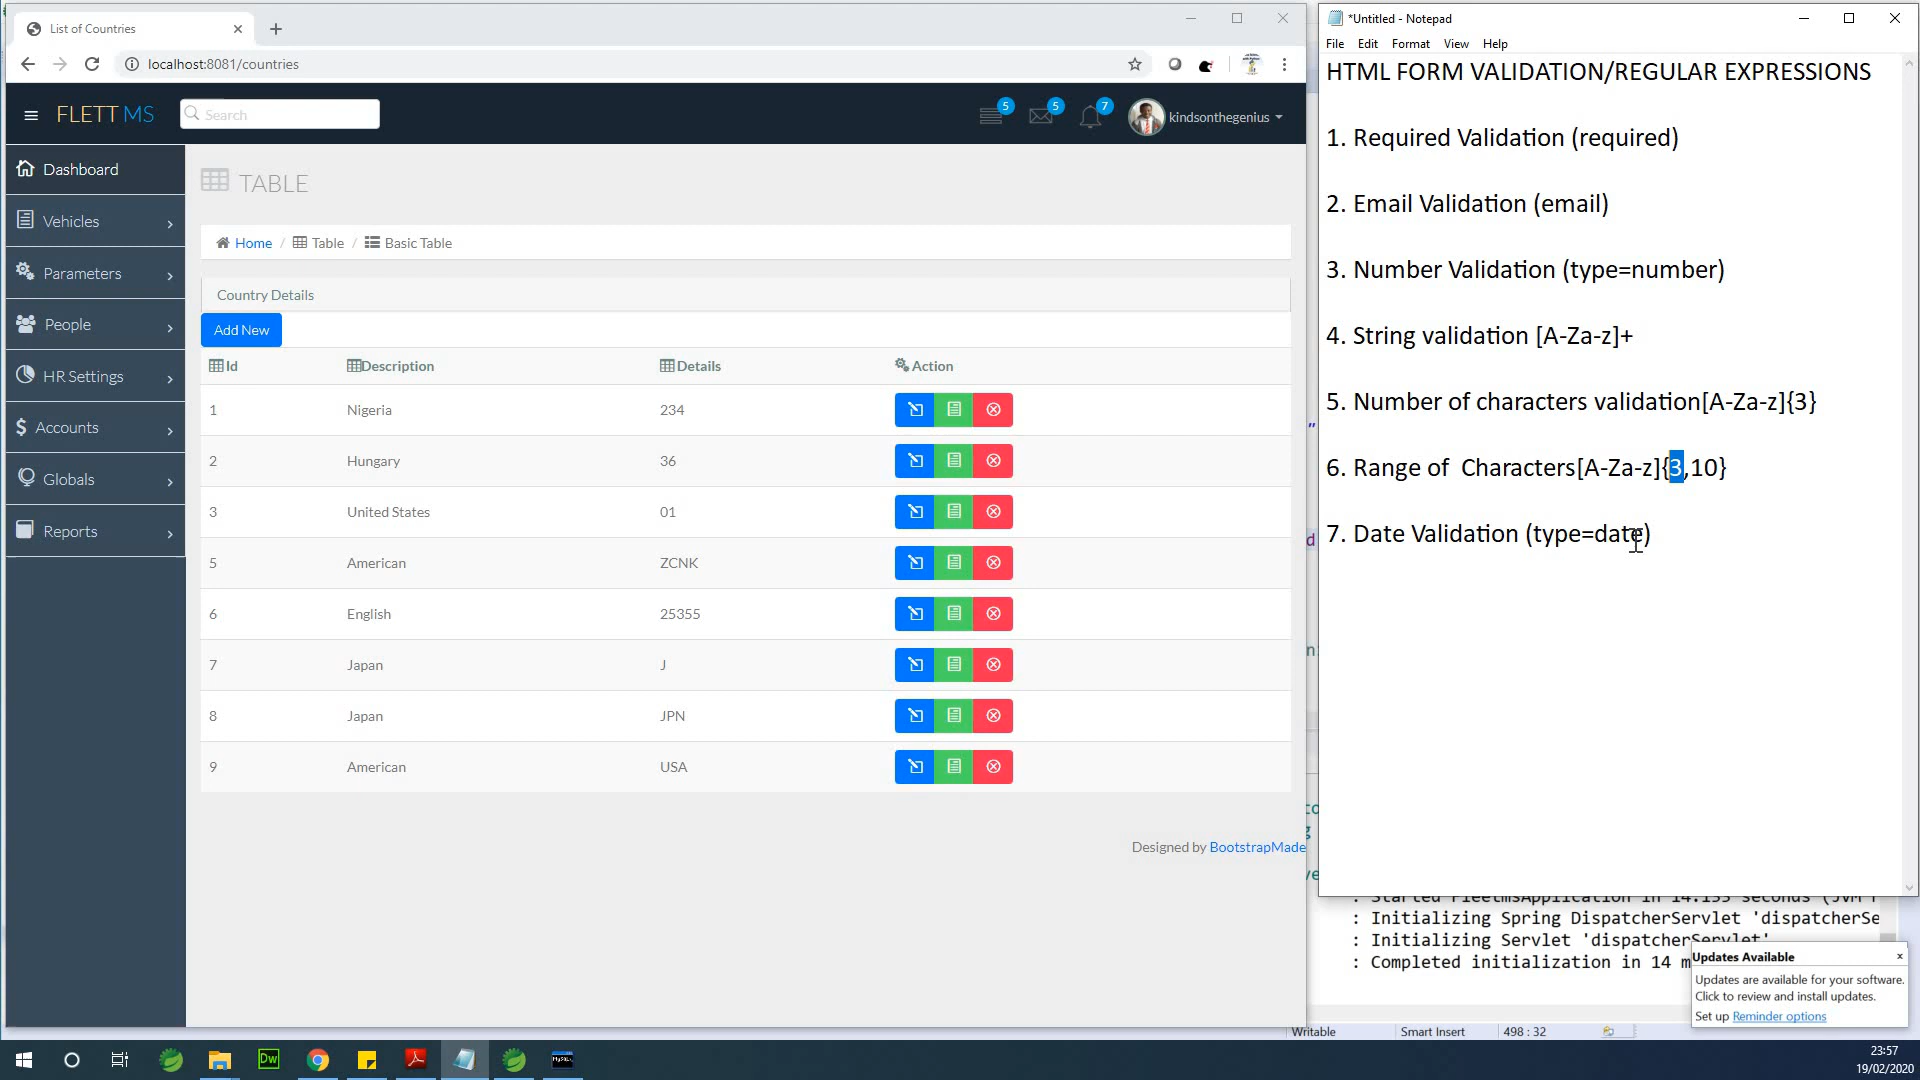 List of Countries
localhost:8081/countries
FLETT MS
Search
5
5
7
kindsonthegenius
Dashboard
Vehicles
Parameters
People
HR Settings
Accounts
Globals
Reports
TABLE
Home / Table / Basic Table
Country Details
Add New
Id Description Details Action
1 Nigeria 234
2 Hungary 36
3 United States 01
5 American ZCNK
6 English 25355
7 Japan J
8 Japan JPN
9 American USA
Designed by BootstrapMade
*Untitled - Notepad
File Edit Format View Help
HTML FORM VALIDATION/REGULAR EXPRESSIONS
1. Required Validation (required)
2. Email Validation (email)
3. Number Validation (type=number)
4. String validation [A-Za-z]+
5. Number of characters validation[A-Za-z]{3}
6. Range of  Characters[A-Za-z]{3,10}
7. Date Validation (type=date)
: Initializing Spring DispatcherServlet 'dispatcherSe
: Initializing Servlet 'dispatcherServlet'
: Completed initialization in 14 m
Updates Available
Updates are available for your software.
Click to review and install updates.
Set up Reminder options
Writable Smart Insert 498 : 32
Dw
MySQL
23:57
19/02/2020